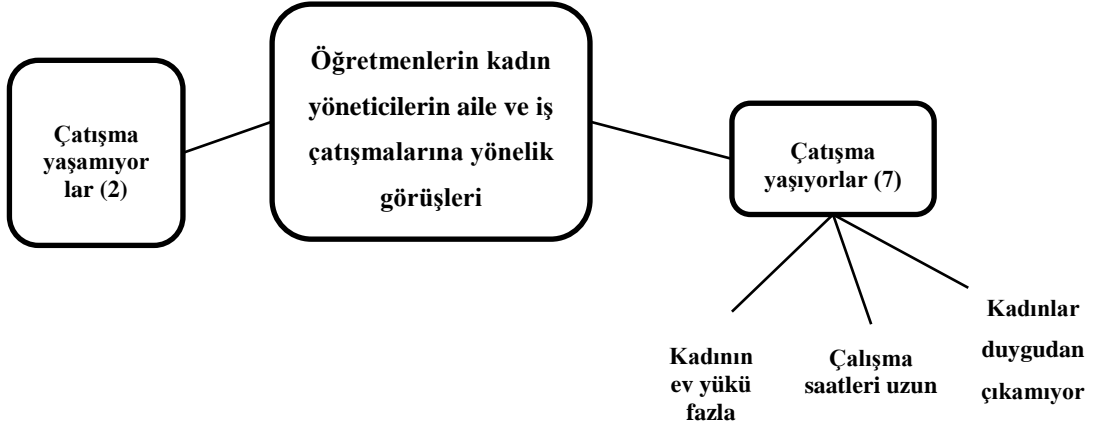 Öğretmenlerin kadın
yöneticilerin aile ve iş
çatışmalarına yönelik
görüşleri
Çatışma
yaşamıyor
lar (2)
Çatışma
yaşıyorlar (7)
Kadının
ev yükü
fazla
Çalışma
saatleri uzun
Kadınlar
duygudan
çıkamıyor